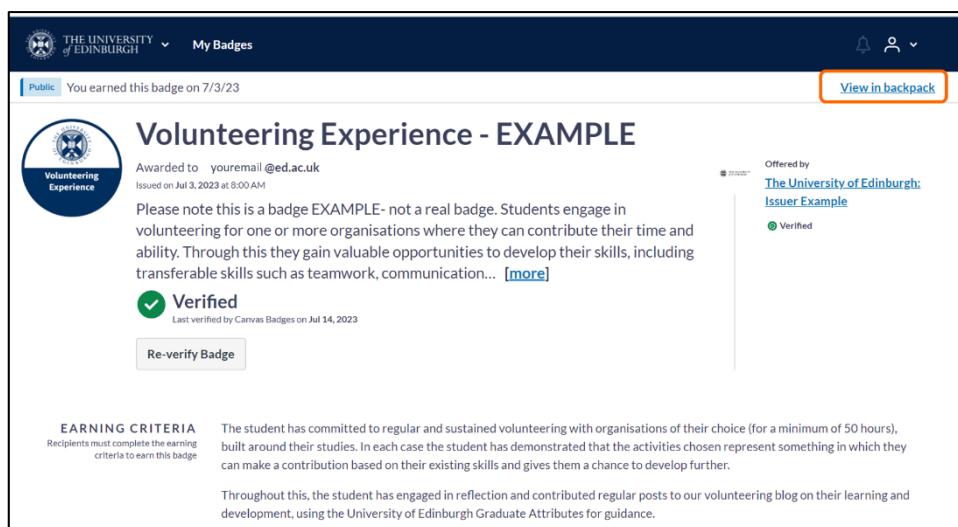 THE UNIVERSITY
of EDINBURGH
My Badges
Public You earned this badge on 7/3/23
View in backpack
Volunteering
Experience
Volunteering Experience - EXAMPLE
Awarded to youremail @ed.ac.uk
Issued on Jul 3, 2023 at 8:00 AM
Please note this is a badge EXAMPLE- not a real badge. Students engage in
volunteering for one or more organisations where they can contribute their time and
ability. Through this they gain valuable opportunities to develop their skills, including
transferable skills such as teamwork, communication... [more]
Verified
Last verified by Canvas Badges on Jul 14, 2023
Re-verify Badge
Offered by
The University of Edinburgh:
Issuer Example
Verified
EARNING CRITERIA
Recipients must complete the earning
criteria to earn this badge
The student has committed to regular and sustained volunteering with organisations of their choice (for a minimum of 50 hours),
built around their studies. In each case the student has demonstrated that the activities chosen represent something in which they
can make a contribution based on their existing skills and gives them a chance to develop further.
Throughout this, the student has engaged in reflection and contributed regular posts to our volunteering blog on their learning and
development, using the University of Edinburgh Graduate Attributes for guidance.